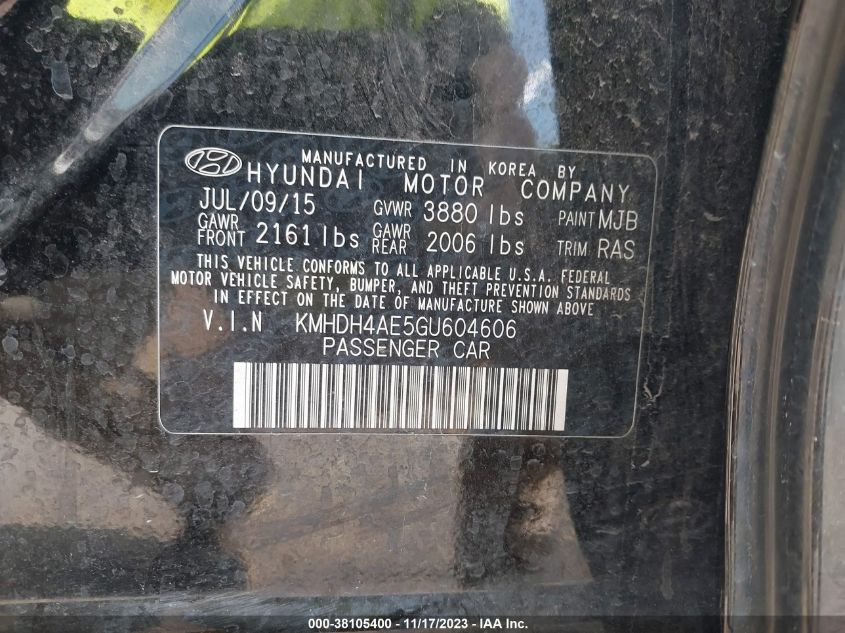 MANUFACTURED IN KOREA BY
HYUNDAI MOTOR COMPANY
JUL/09/15 GVWR 3880 lbs PAINT MJB
GAWR FRONT 2161 lbs GAWR REAR 2006 lbs TRIM RAS
THIS VEHICLE CONFORMS TO ALL APPLICABLE U.S.A. FEDERAL
MOTOR VEHICLE SAFETY, BUMPER, AND THEFT PREVENTION STANDARDS
IN EFFECT ON THE DATE OF MANUFACTURE SHOWN ABOVE
V.I.N KMHDH4AE5GU604606
PASSENGER CAR
000-38105400 - 11/17/2023 - IAA Inc.